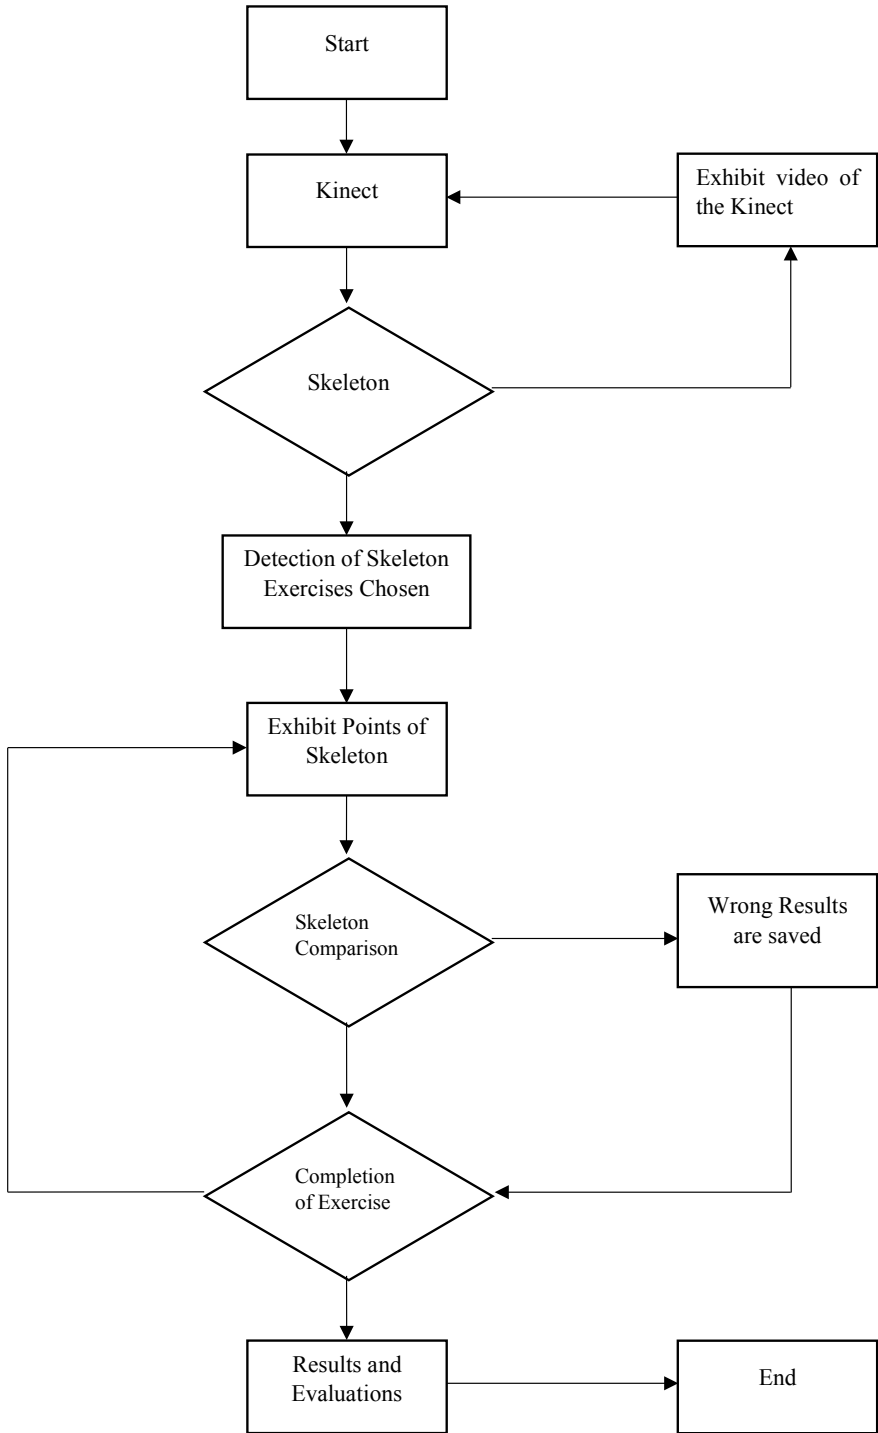 Start
Kinect
Exhibit video of
the Kinect
Skeleton
Detection of Skeleton
Exercises Chosen
Exhibit Points of
Skeleton
Skeleton
Comparison
Wrong Results
are saved
Completion
of Exercise
Results and
Evaluations
End